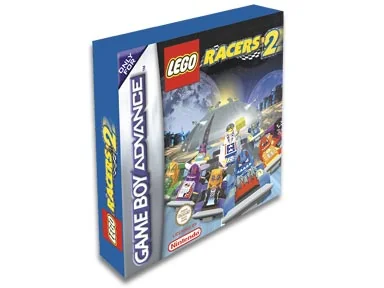 ONLY FOR
GAME BOY ADVANCE
LEGO
RACERS 2
LEGO
RACERS 2
Nintendo